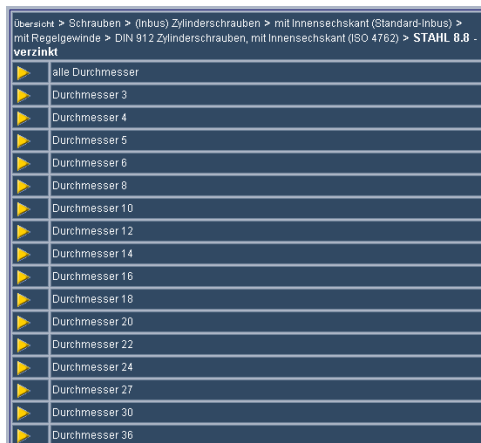 Übersicht > Schrauben > (Inbus) Zylinderschrauben > mit Innensechskant (Standard-Inbus) >
mit Regelgewinde > DIN 912 Zylinderschrauben, mit Innensechskant (ISO 4762) > STAHL 8.8 -
verzinkt
alle Durchmesser
Durchmesser 3
Durchmesser 4
Durchmesser 5
Durchmesser 6
Durchmesser 8
Durchmesser 10
Durchmesser 12
Durchmesser 14
Durchmesser 16
Durchmesser 18
Durchmesser 20
Durchmesser 22
Durchmesser 24
Durchmesser 27
Durchmesser 30
Durchmesser 36